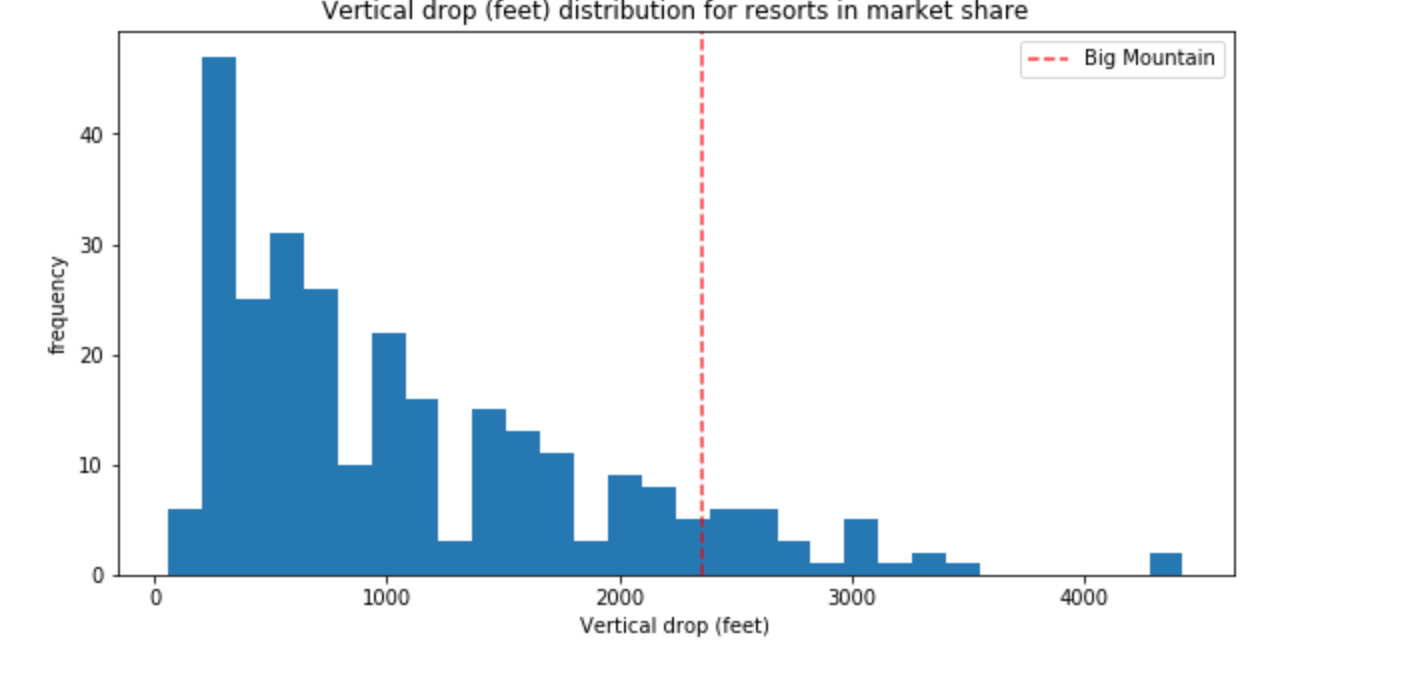 Vertical drop (feet) distribution for resorts in market share
Big Mountain
40
30
20
10
0
frequency
0 1000 2000 3000 4000
Vertical drop (feet)